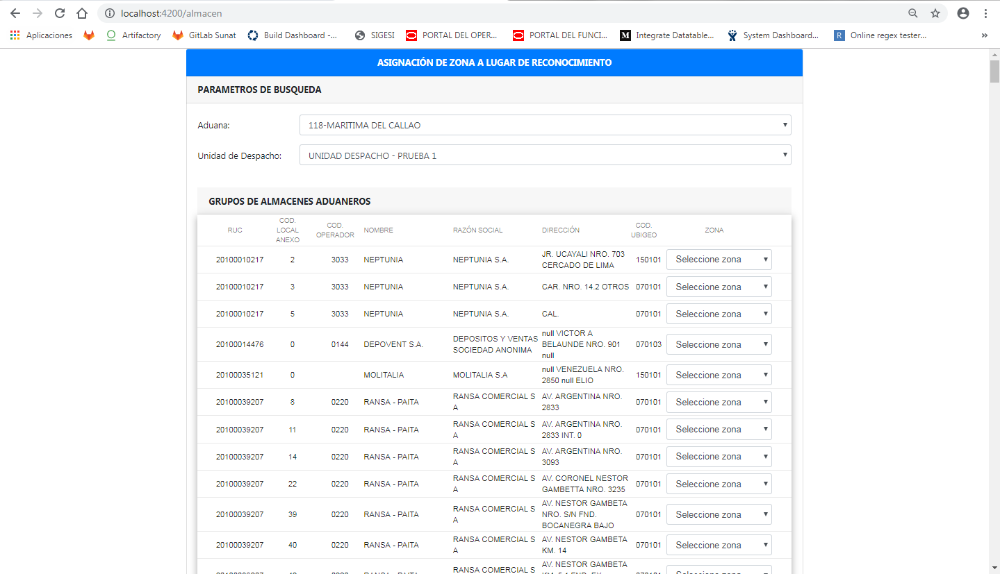 localhost:4200/almacen
Aplicaciones Artifactory GitLab Sunat Build Dashboard -... SIGESI PORTAL DEL OPER... PORTAL DEL FUNCI... M Integrate Datatable... System Dashboard... R Online regex tester... »
ASIGNACIÓN DE ZONA A LUGAR DE RECONOCIMIENTO
PARAMETROS DE BUSQUEDA
Aduana: 118-MARITIMA DEL CALLAO
Unidad de Despacho: UNIDAD DESPACHO - PRUEBA 1
GRUPOS DE ALMACENES ADUANEROS
RUC COD. LOCAL ANEXO COD. OPERADOR NOMBRE RAZÓN SOCIAL DIRECCIÓN COD. UBIGEO ZONA
20100010217 2 3033 NEPTUNIA NEPTUNIA S.A. JR. UCAYALI NRO. 703 CERCADO DE LIMA 150101 Seleccione zona
20100010217 3 3033 NEPTUNIA NEPTUNIA S.A. CAR. NRO. 14.2 OTROS 070101 Seleccione zona
20100010217 5 3033 NEPTUNIA NEPTUNIA S.A. CAL. 070101 Seleccione zona
20100014476 0 0144 DEPOVENT S.A. DEPOSITOS Y VENTAS SOCIEDAD ANONIMA null VICTOR A BELAUNDE NRO. 901 null 070103 Seleccione zona
20100035121 0 MOLITALIA MOLITALIA S.A null VENEZUELA NRO. 2850 null ELIO 150101 Seleccione zona
20100039207 8 0220 RANSA - PAITA RANSA COMERCIAL S A AV. ARGENTINA NRO. 2833 070101 Seleccione zona
20100039207 11 0220 RANSA - PAITA RANSA COMERCIAL S A AV. ARGENTINA NRO. 2833 INT. 0 070101 Seleccione zona
20100039207 14 0220 RANSA - PAITA RANSA COMERCIAL S A AV. ARGENTINA NRO. 3093 070101 Seleccione zona
20100039207 22 0220 RANSA - PAITA RANSA COMERCIAL S A AV. CORONEL NESTOR GAMBETTA NRO. 3235 070101 Seleccione zona
20100039207 39 0220 RANSA - PAITA RANSA COMERCIAL S A AV. NESTOR GAMBETA NRO. S/N FND. BOCANEGRA BAJO 070101 Seleccione zona
20100039207 40 0220 RANSA - PAITA RANSA COMERCIAL S A AV. NESTOR GAMBETA KM. 14 070101 Seleccione zona
RANSA COMERCIAL S AV. NESTOR GAMBETA